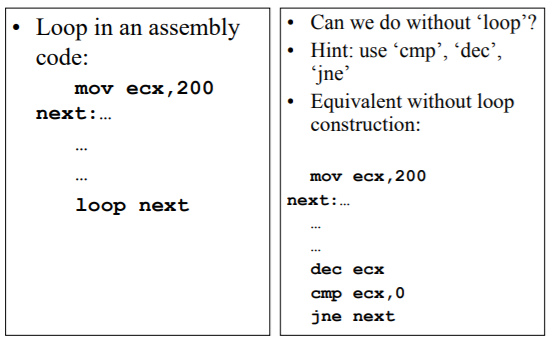 • Loop in an assembly
code:
mov ecx,200
next:…
…
…
loop next
• Can we do without ‘loop’?
• Hint: use ‘cmp’, ‘dec’,
‘jne’
• Equivalent without loop
construction:
mov ecx,200
next:…
…
…
dec ecx
cmp ecx,0
jne next